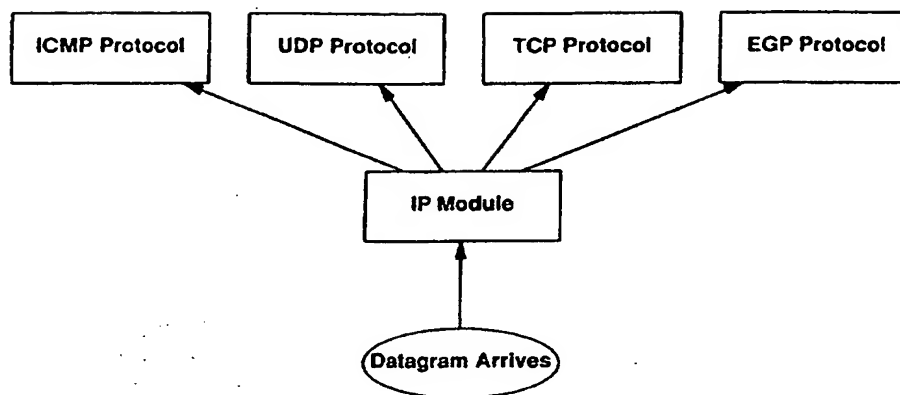 ICMP Protocol
UDP Protocol
TCP Protocol
EGP Protocol
IP Module
Datagram Arrives